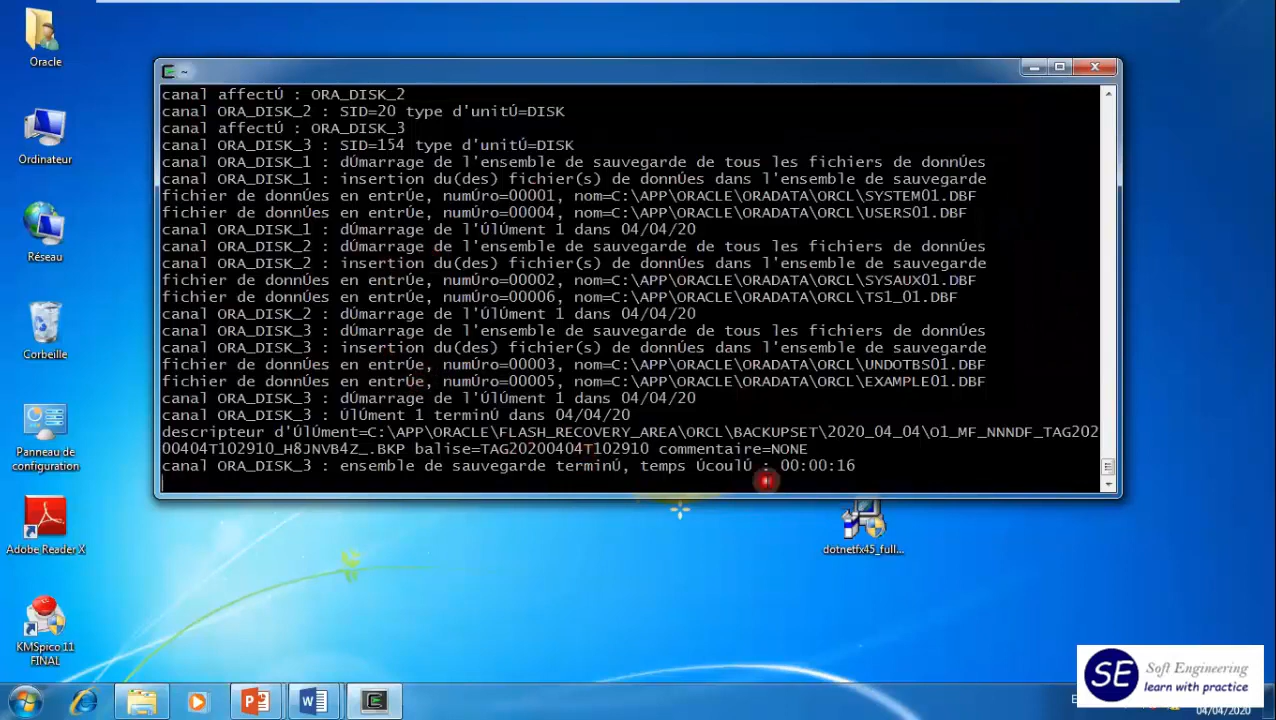 Oracle
Ordinateur
Réseau
Corbeille
Panneau de
configuration
Adobe Reader X
KMSpico 11
FINAL
~
canal affectÚ : ORA_DISK_2
canal ORA_DISK_2 : SID=20 type d'unitÚ=DISK
canal affectÚ : ORA_DISK_3
canal ORA_DISK_3 : SID=154 type d'unitÚ=DISK
canal ORA_DISK_1 : dÚmarrage de l'ensemble de sauvegarde de tous les fichiers de donnÚes
canal ORA_DISK_1 : insertion du(des) fichier(s) de donnÚes dans l'ensemble de sauvegarde
fichier de donnÚes en entrÚe, numÚro=00001, nom=C:\APP\ORACLE\ORADATA\ORCL\SYSTEM01.DBF
fichier de donnÚes en entrÚe, numÚro=00004, nom=C:\APP\ORACLE\ORADATA\ORCL\USERS01.DBF
canal ORA_DISK_1 : dÚmarrage de l'ÚlÚment 1 dans 04/04/20
canal ORA_DISK_2 : dÚmarrage de l'ensemble de sauvegarde de tous les fichiers de donnÚes
canal ORA_DISK_2 : insertion du(des) fichier(s) de donnÚes dans l'ensemble de sauvegarde
fichier de donnÚes en entrÚe, numÚro=00002, nom=C:\APP\ORACLE\ORADATA\ORCL\SYSAUX01.DBF
fichier de donnÚes en entrÚe, numÚro=00006, nom=C:\APP\ORACLE\ORADATA\ORCL\TS1_01.DBF
canal ORA_DISK_2 : dÚmarrage de l'ÚlÚment 1 dans 04/04/20
canal ORA_DISK_3 : dÚmarrage de l'ensemble de sauvegarde de tous les fichiers de donnÚes
canal ORA_DISK_3 : insertion du(des) fichier(s) de donnÚes dans l'ensemble de sauvegarde
fichier de donnÚes en entrÚe, numÚro=00003, nom=C:\APP\ORACLE\ORADATA\ORCL\UNDOTBS01.DBF
fichier de donnÚes en entrÚe, numÚro=00005, nom=C:\APP\ORACLE\ORADATA\ORCL\EXAMPLE01.DBF
canal ORA_DISK_3 : dÚmarrage de l'ÚlÚment 1 dans 04/04/20
canal ORA_DISK_3 : ÚlÚment 1 terminÚ dans 04/04/20
descripteur d'ÚlÚment=C:\APP\ORACLE\FLASH_RECOVERY_AREA\ORCL\BACKUPSET\2020_04_04\O1_MF_NNNDF_TAG202
00404T102910_H8JNVB4Z_.BKP balise=TAG20200404T102910 commentaire=NONE
canal ORA_DISK_3 : ensemble de sauvegarde terminÚ, temps ÚcoulÚ : 00:00:16
dotnetfx45_full...
SE Soft Engineering
learn with practice
04/04/2020